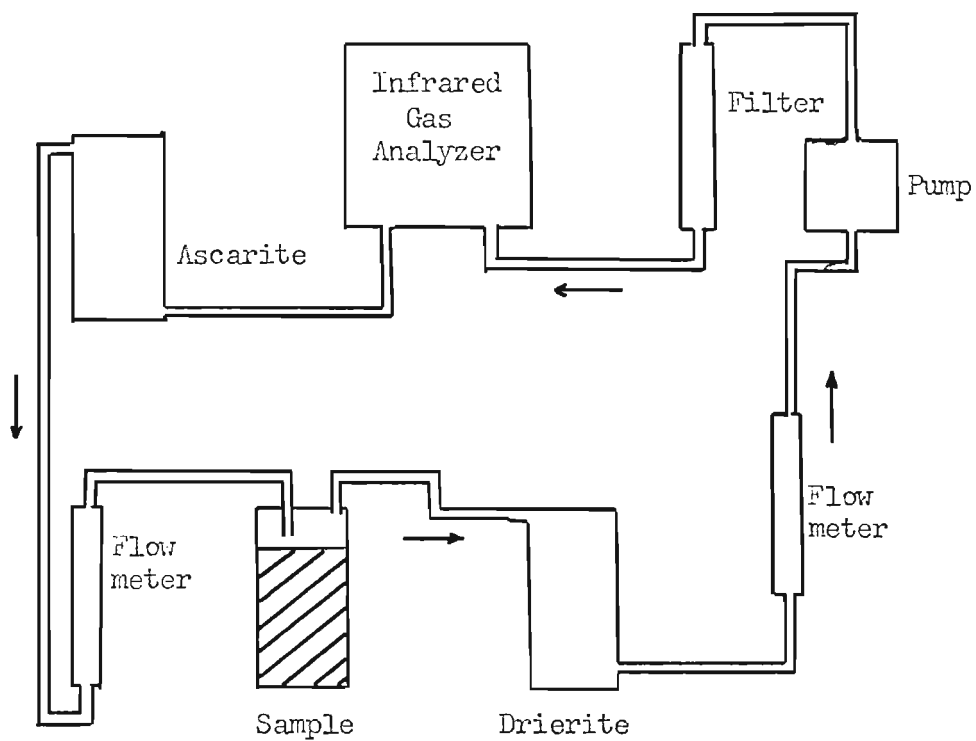 Infrared
Gas
Analyzer
Filter
Pump
Ascarite
Flow
meter
Flow
meter
Sample
Drierite